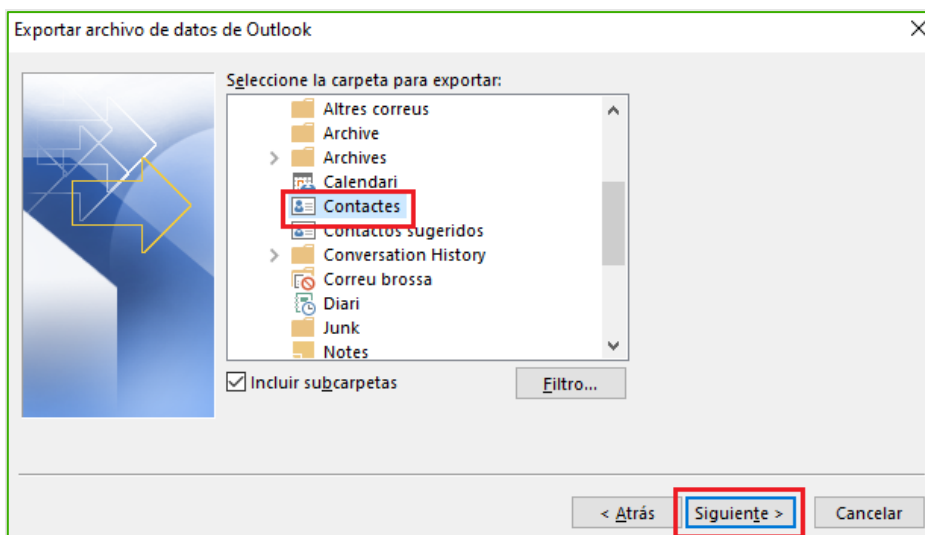 Exportar archivo de datos de Outlook
Seleccione la carpeta para exportar:
Altres correus
Archive
Archives
Calendari
Contactes
Contactos sugeridos
Conversation History
Correu brossa
Diari
Junk
Notes
Incluir subcarpetas
Filtro...
< Atrás Siguiente > Cancelar